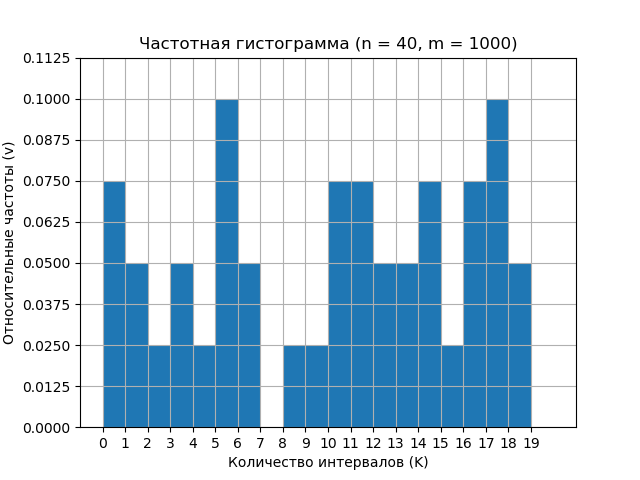 Частотная гистограмма (n = 40, m = 1000)
Относительные частоты (v)
0.1125
0.1000
0.0875
0.0750
0.0625
0.0500
0.0375
0.0250
0.0125
0.0000
0 1 2 3 4 5 6 7 8 9 10 11 12 13 14 15 16 17 18 19
Количество интервалов (K)